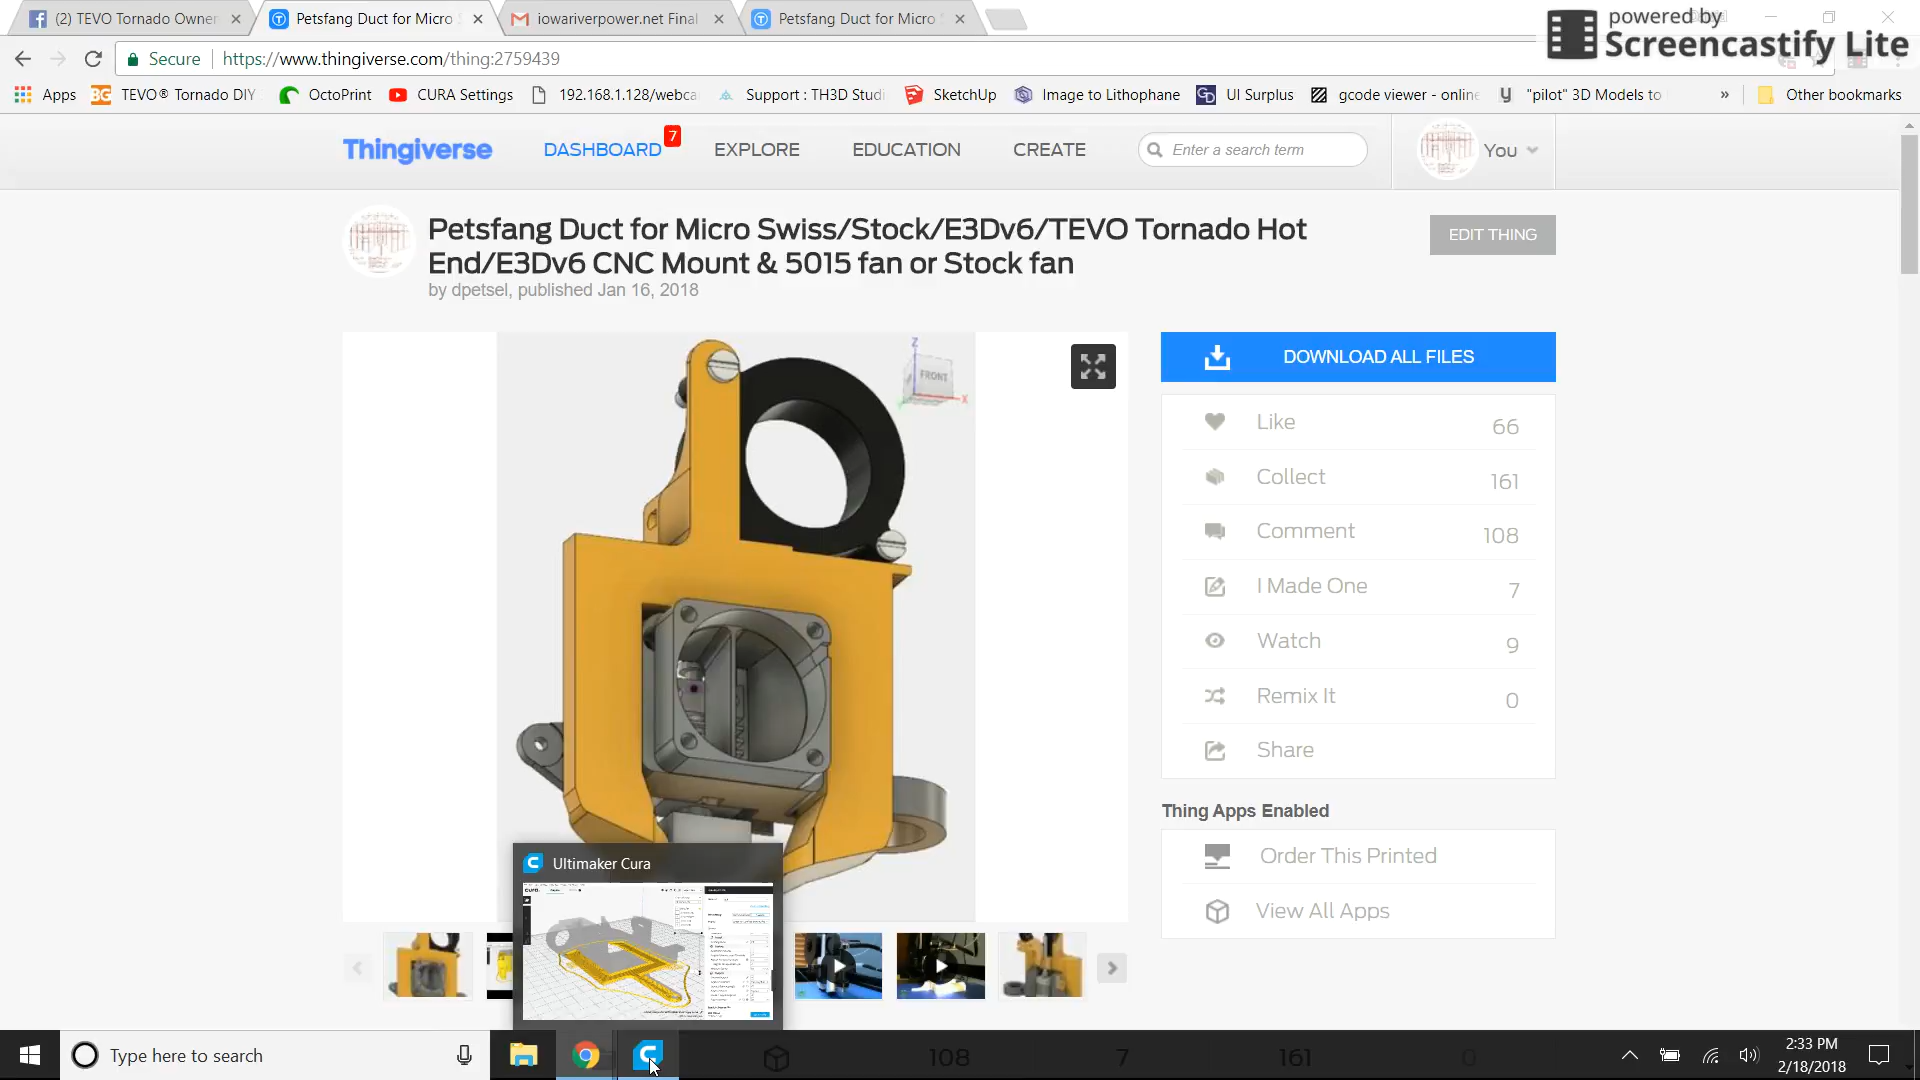 (2) TEVO Tornado Owner
Petsfang Duct for Micro
iowariverpower.net Final
Petsfang Duct for Micro
powered by
Screencastify Lite
Secure
https://www.thingiverse.com/thing:2759439
Apps
TEVO® Tornado DIY
OctoPrint
CURA Settings
192.168.1.128/webca
Support : TH3D Studi
SketchUp
Image to Lithophane
UI Surplus
gcode viewer - online
"pilot" 3D Models to
»
Other bookmarks
Thingiverse
DASHBOARD
7
EXPLORE
EDUCATION
CREATE
Enter a search term
You
Petsfang Duct for Micro Swiss/Stock/E3Dv6/TEVO Tornado Hot
End/E3Dv6 CNC Mount & 5015 fan or Stock fan
by dpetsel, published Jan 16, 2018
EDIT THING
Z
FRONT
X
DOWNLOAD ALL FILES
Like 66
Collect 161
Comment 108
I Made One 7
Watch 9
Remix It 0
Share
Thing Apps Enabled
Order This Printed
View All Apps
Ultimaker Cura
Type here to search
108
7
161
0
2:33 PM
2/18/2018